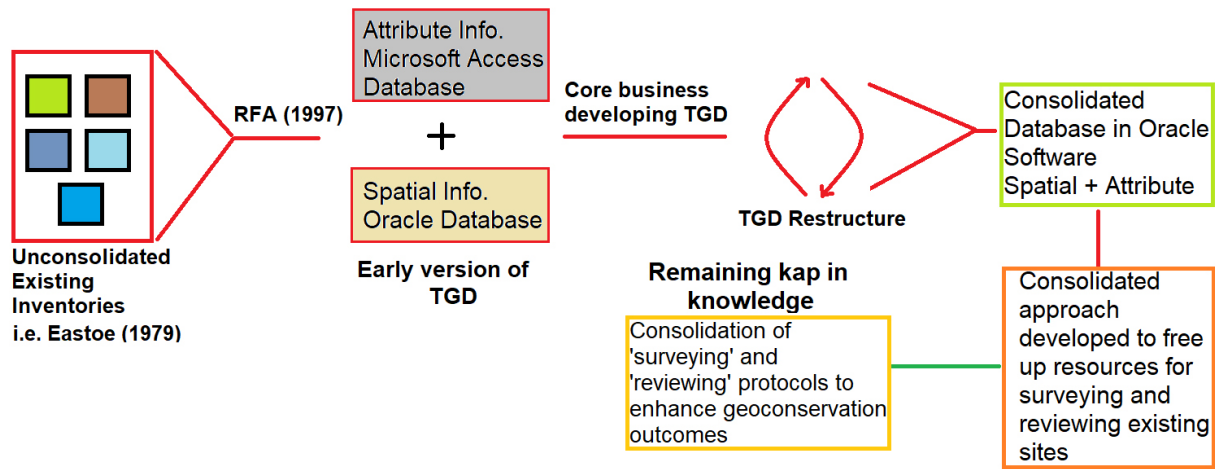 Unconsolidated
Existing
Inventories
i.e. Eastoe (1979)
RFA (1997)
Attribute Info.
Microsoft Access
Database
+
Spatial Info.
Oracle Database
Early version of
TGD
Core business
developing TGD
TGD Restructure
Consolidated
Database in Oracle
Software
Spatial + Attribute
Consolidated
approach
developed to free
up resources for
surveying and
reviewing existing
sites
Remaining kap in
knowledge
Consolidation of
'surveying' and
'reviewing' protocols to
enhance geoconservation
outcomes